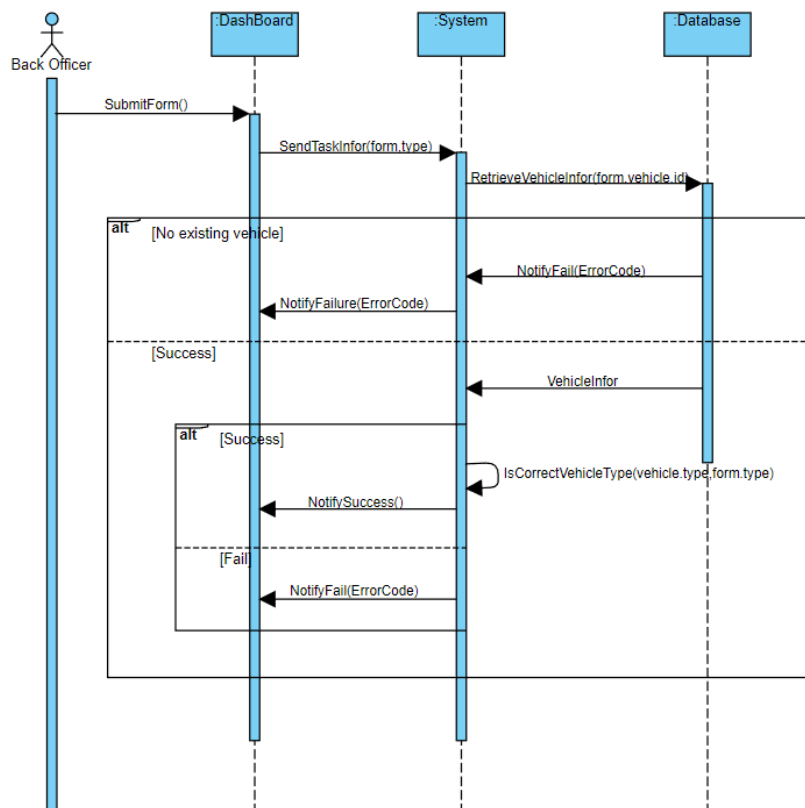 :DashBoard
:System
:Database
Back Officer
SubmitForm()
SendTaskInfor(form,type)
RetrieveVehicleInfor(form.vehicle.id)
alt
[No existing vehicle]
NotifyFail(ErrorCode)
NotifyFailure(ErrorCode)
[Success]
VehicleInfor
alt
[Success]
IsCorrectVehicleType(vehicle.type,form.type)
NotifySuccess()
[Fail]
NotifyFail(ErrorCode)